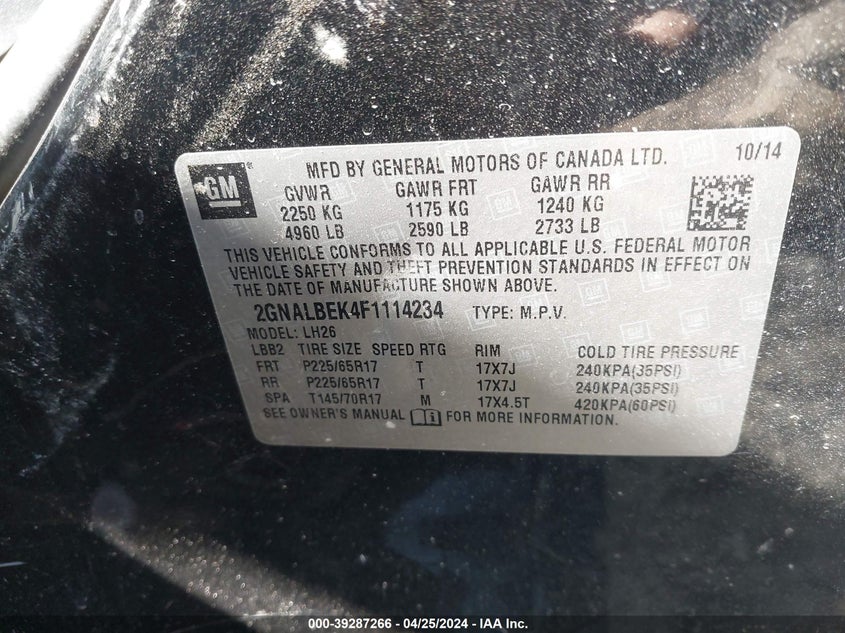 GM® MFD BY GENERAL MOTORS OF CANADA LTD. 10/14
GVWR GAWR FRT GAWR RR
2250 KG 1175 KG 1240 KG
4960 LB 2590 LB 2733 LB
THIS VEHICLE CONFORMS TO ALL APPLICABLE U.S. FEDERAL MOTOR
VEHICLE SAFETY AND THEFT PREVENTION STANDARDS IN EFFECT ON
THE DATE OF MANUFACTURE SHOWN ABOVE.
2GNALBEK4F1114234 TYPE: M.P.V.
MODEL: LH26
LBB2 TIRE SIZE SPEED RTG RIM COLD TIRE PRESSURE
FRT P225/65R17 T 17X7J 240KPA(35PSI)
RR P225/65R17 T 17X7J 240KPA(35PSI)
SPA T145/70R17 M 17X4.5T 420KPA(60PSI)
SEE OWNER'S MANUAL FOR MORE INFORMATION.
000-39287266 - 04/25/2024 - IAA Inc.